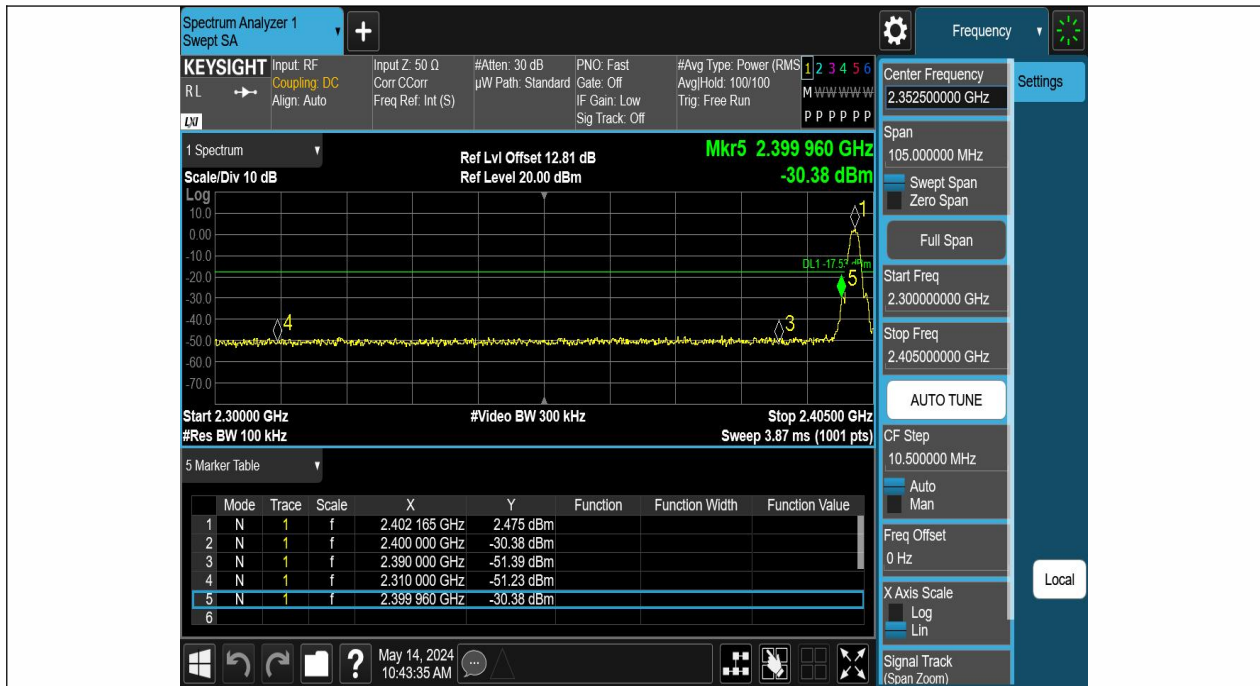 Spectrum Analyzer 1
Swept SA
+
Frequency
KEYSIGHT
RL
LXI
Input: RF
Coupling: DC
Align: Auto
Input Z: 50 Ω
Corr CCorr
Freq Ref: Int (S)
#Atten: 30 dB
µW Path: Standard
PNO: Fast
Gate: Off
IF Gain: Low
Sig Track: Off
#Avg Type: Power (RMS
Avg|Hold: 100/100
Trig: Free Run
1 2 3 4 5 6
M W W W W W
P P P P P P
1 Spectrum
Scale/Div 10 dB
Ref Lvl Offset 12.81 dB
Ref Level 20.00 dBm
Mkr5 2.399 960 GHz
-30.38 dBm
Log
10.0
0.00
-10.0
-20.0
-30.0
-40.0
-50.0
-60.0
-70.0
1
DL1 -17.53 dBm
5
4
3
Start 2.30000 GHz
#Res BW 100 kHz
#Video BW 300 kHz
Stop 2.40500 GHz
Sweep 3.87 ms (1001 pts)
5 Marker Table
Mode Trace Scale X Y Function Function Width Function Value
1 N 1 f 2.402 165 GHz 2.475 dBm
2 N 1 f 2.400 000 GHz -30.38 dBm
3 N 1 f 2.390 000 GHz -51.39 dBm
4 N 1 f 2.310 000 GHz -51.23 dBm
5 N 1 f 2.399 960 GHz -30.38 dBm
6
?
May 14, 2024
10:43:35 AM
Center Frequency
2.352500000 GHz
Span
105.000000 MHz
Swept Span
Zero Span
Full Span
Start Freq
2.300000000 GHz
Stop Freq
2.405000000 GHz
AUTO TUNE
CF Step
10.500000 MHz
Auto
Man
Freq Offset
0 Hz
X Axis Scale
Log
Lin
Signal Track
(Span Zoom)
Settings
Local